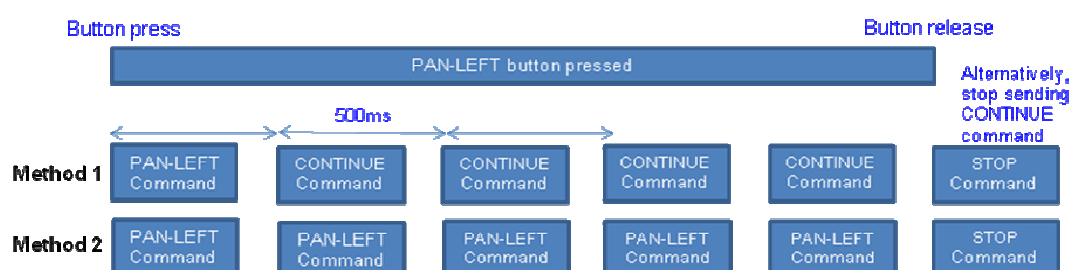 Button press
Button release
PAN-LEFT button pressed
Alternatively,
stop sending
CONTINUE
command
500ms
Method 1
PAN-LEFT
Command
CONTINUE
Command
CONTINUE
Command
CONTINUE
Command
CONTINUE
Command
STOP
Command
Method 2
PAN-LEFT
Command
PAN-LEFT
Command
PAN-LEFT
Command
PAN-LEFT
Command
PAN-LEFT
Command
STOP
Command